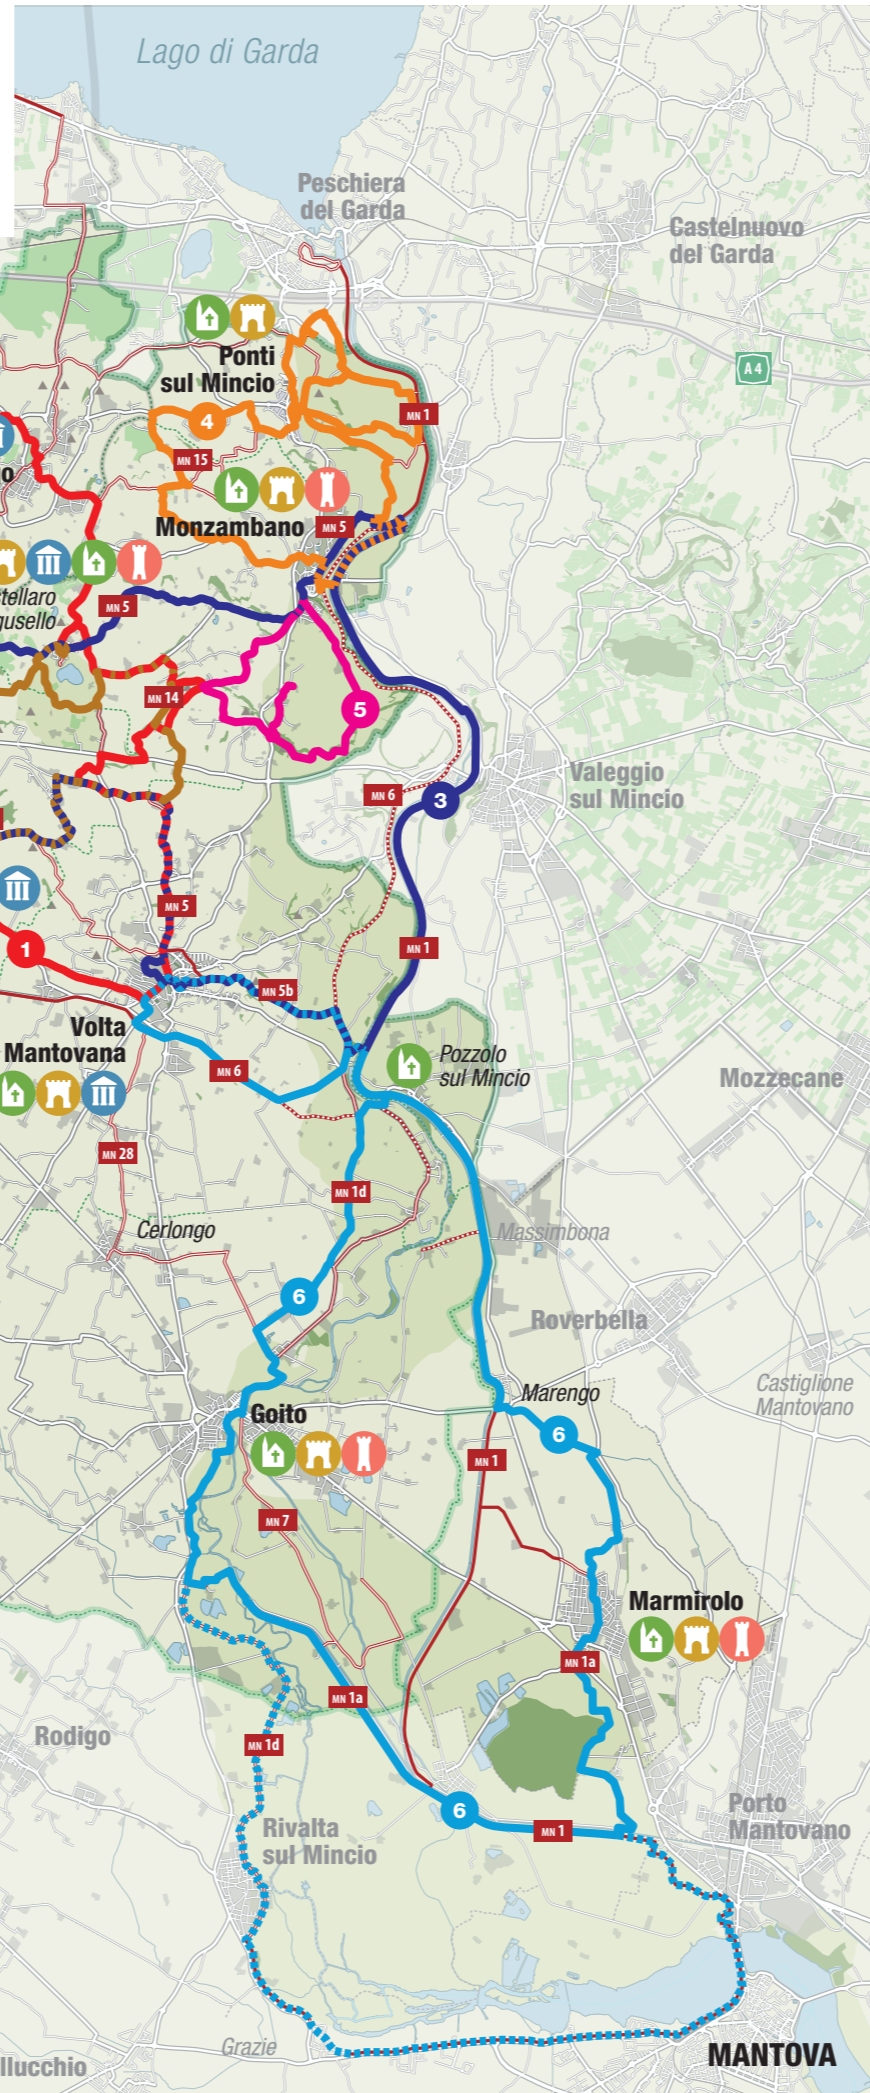 Lago di Garda
Peschiera
del Garda
Castelnuovo
del Garda
Ponti
sul Mincio
A4
4
MN 1
MN 15
o
Monzambano
MN 5
stellaro
gusello
MN 5
MN 14
5
Valeggio
sul Mincio
MN 6
3
MN 5
1
MN 1
MN 5b
Volta
Mantovana
Pozzolo
sul Mincio
MN 6
Mozzecane
MN 28
MN 1d
Cerlongo
Massimbona
6
Roverbella
Castiglione
Mantovano
Marengo
Goito
6
MN 1
MN 7
Marmirolo
MN 1a
MN 1a
Rodigo
MN 1d
6
MN 1
Porto
Mantovano
Rivalta
sul Mincio
Grazie
MANTOVA
llucchio